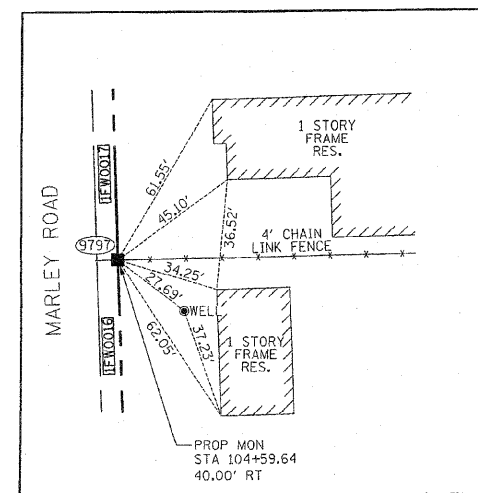 1 STORY
FRAME
RES.
1FW0017
61.55'
45.10'
36.52'
4' CHAIN
LINK FENCE
MARLEY ROAD
9797
34.25'
27.69'
WELL
1FW0016
62.05'
37.23'
1 STORY
FRAME
RES.
PROP MON
STA 104+59.64
40.00' RT